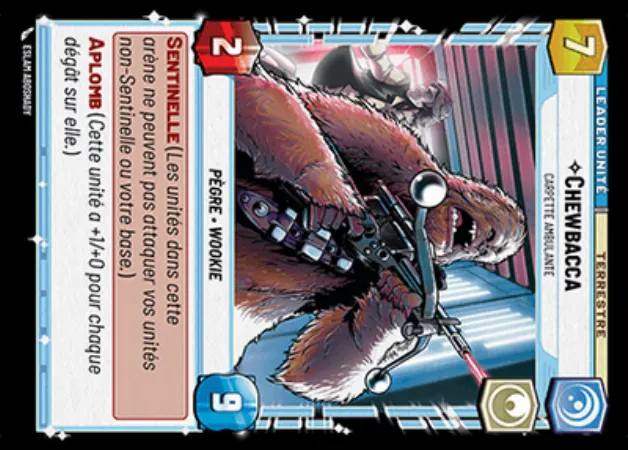 7
LEADER UNITÉ
TERRESTRE
CHEWBACCA
CARPETTE AMBULANTE
2
9
PÈGRE • WOOKIE
SENTINELLE (Les unités dans cette
arène ne peuvent pas attaquer vos unités
non-Sentinelle ou votre base.)
APLOMB (Cette unité a +1/+0 pour chaque
dégât sur elle.)
ESLAM ABOSHADY